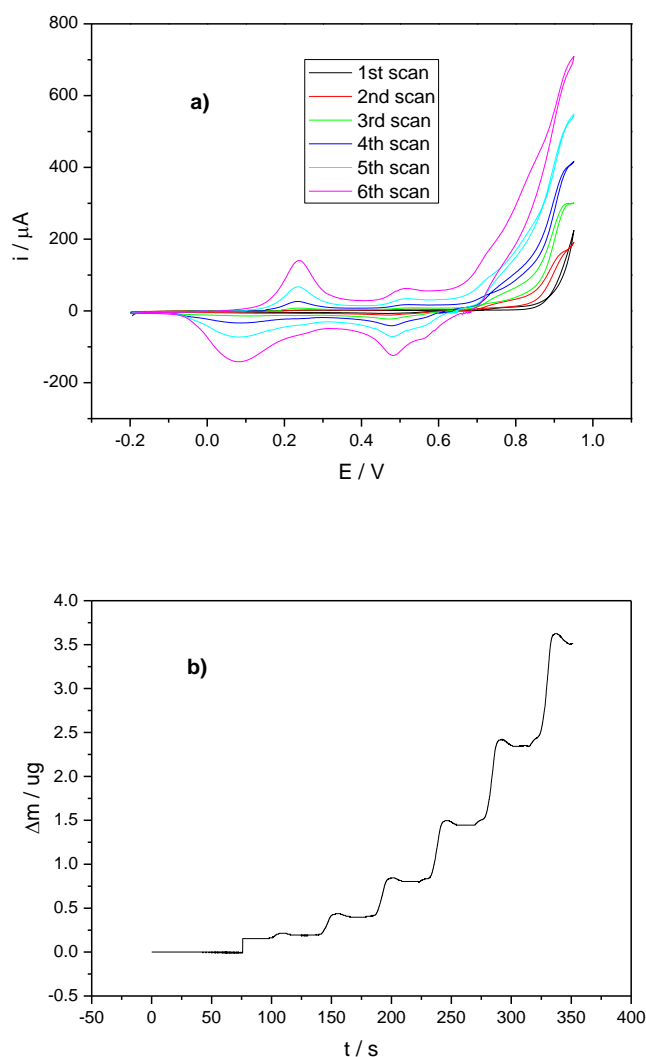 800
600
400
200
0
-200
i / μA
a)
1st scan
2nd scan
3rd scan
4th scan
5th scan
6th scan
-0.2 0.0 0.2 0.4 0.6 0.8 1.0
E / V
4.0
3.5
3.0
2.5
2.0
1.5
1.0
0.5
0.0
-0.5
Δm / ug
b)
-50 0 50 100 150 200 250 300 350 400
t / s